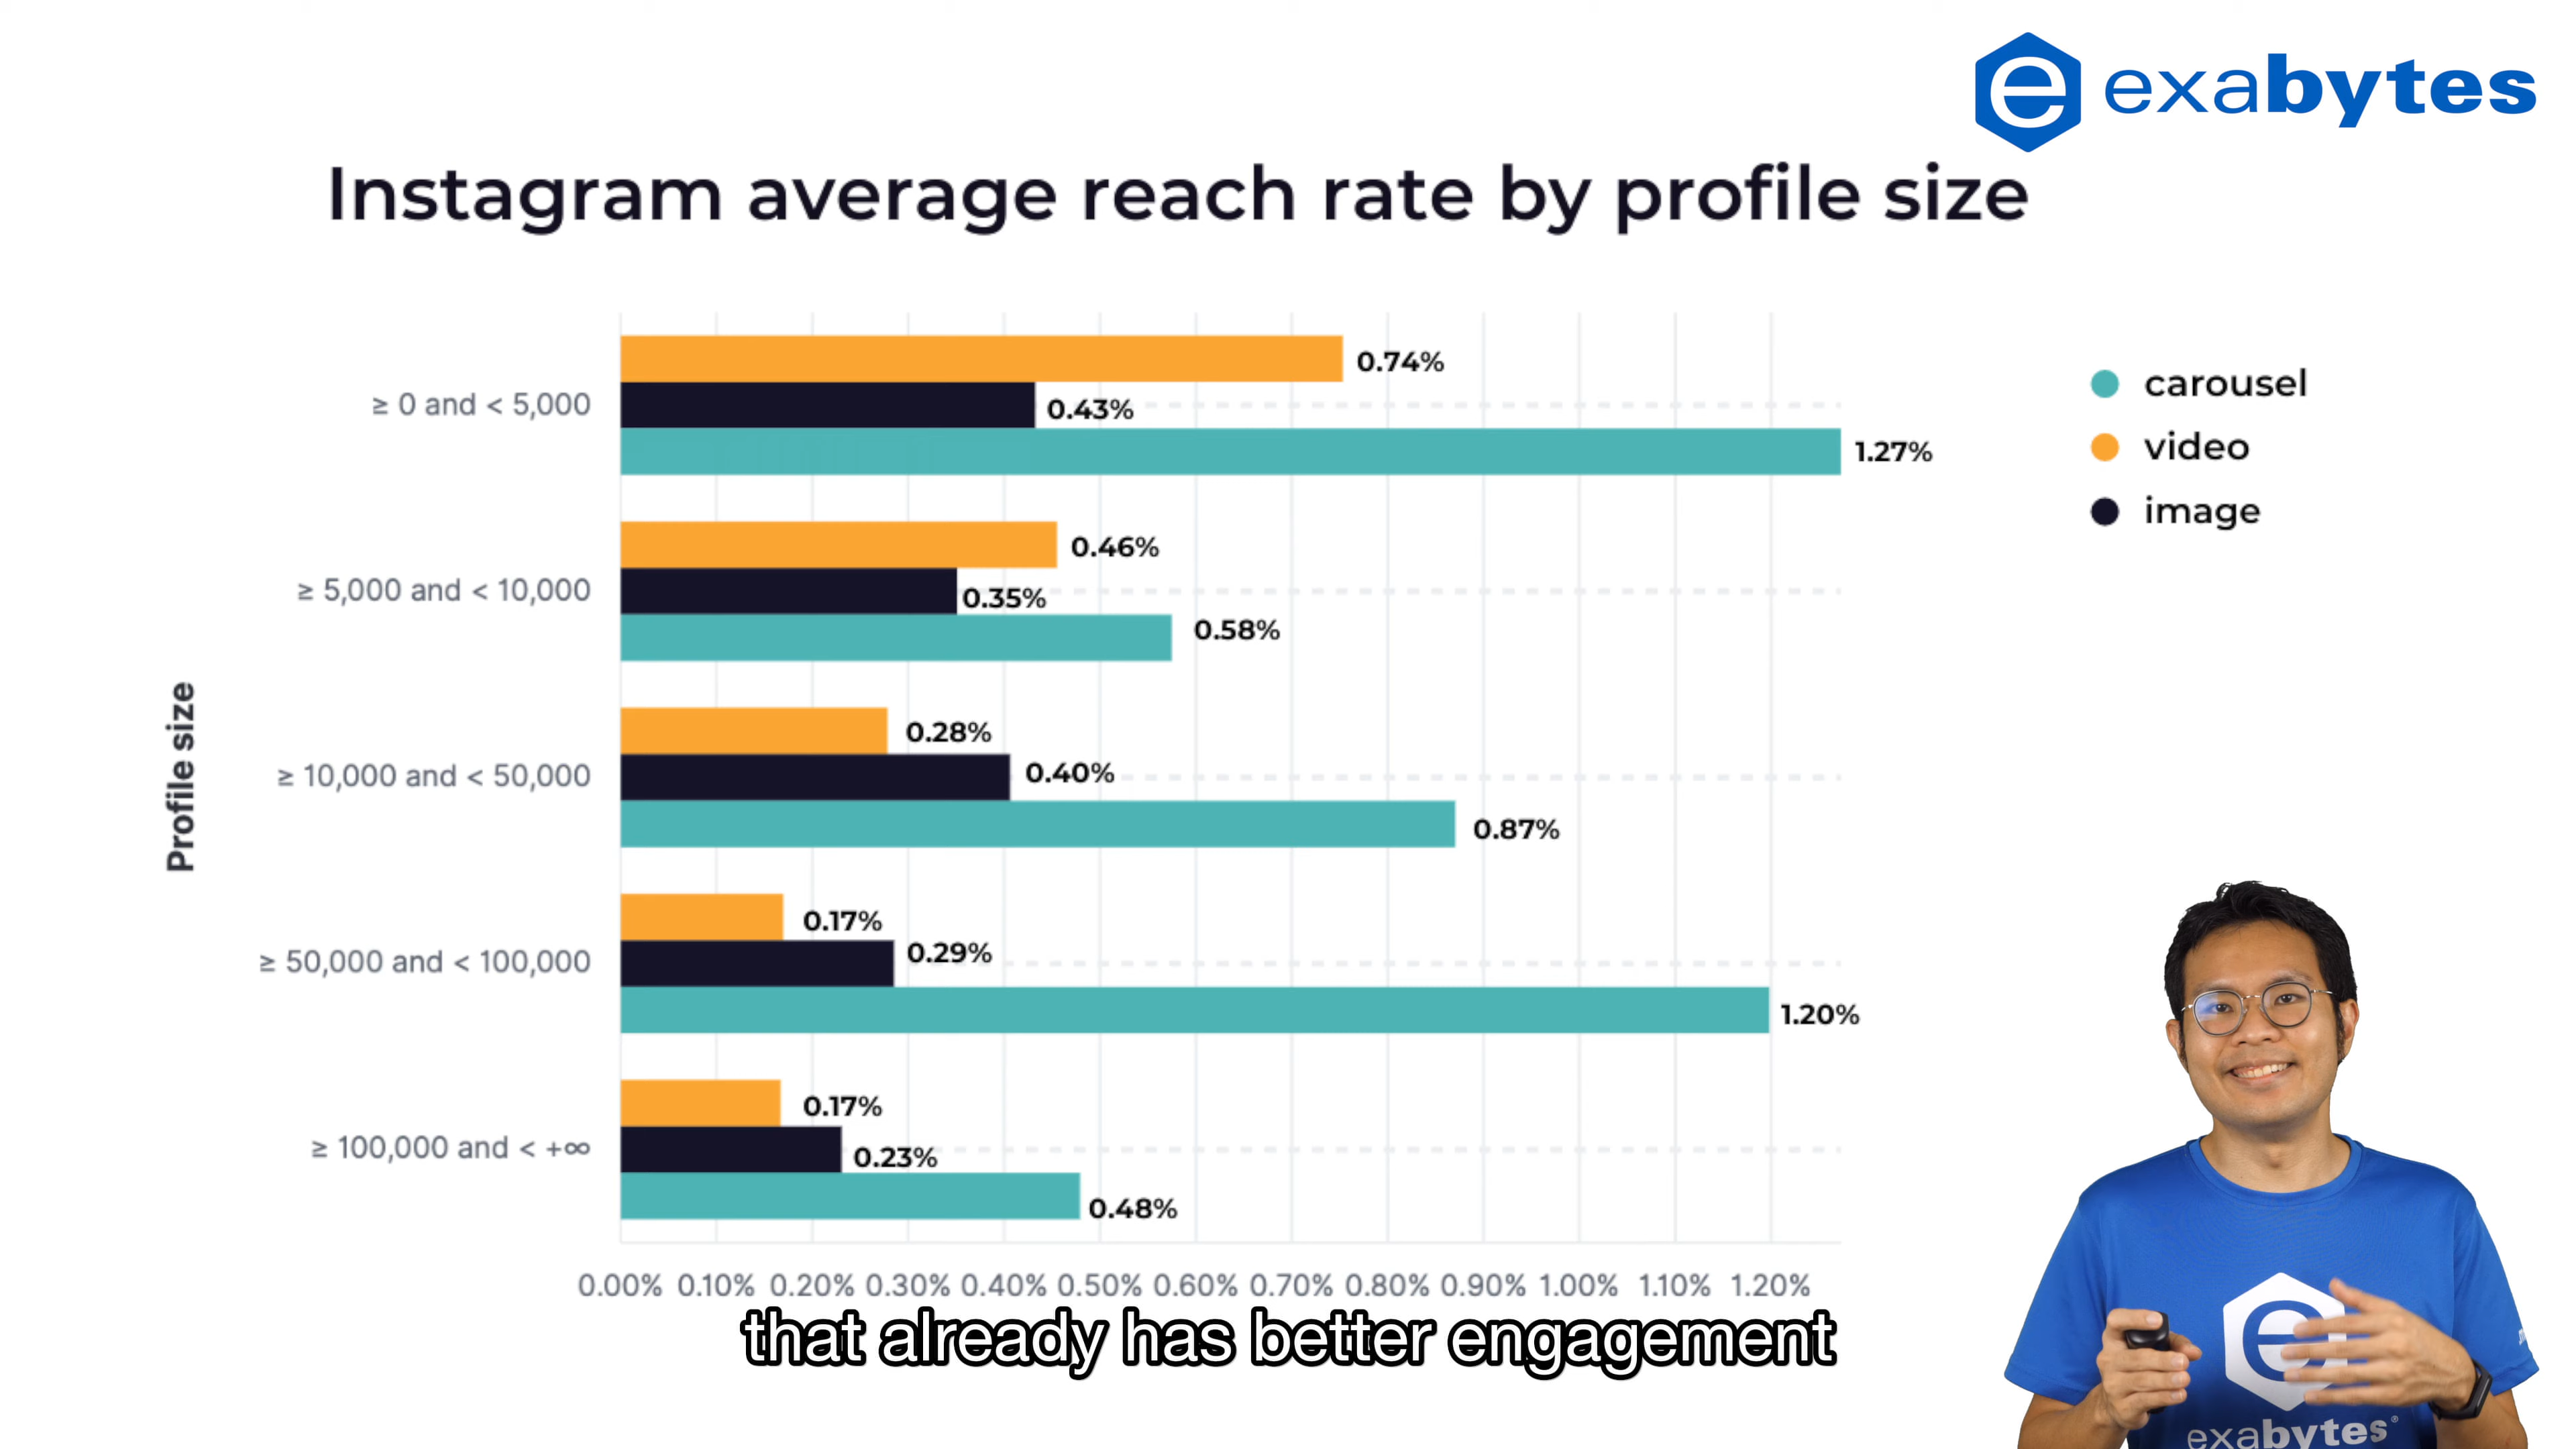 exabytes
Instagram average reach rate by profile size
0.74%
≥ 0 and < 5,000
0.43%
1.27%
carousel
video
image
0.46%
≥ 5,000 and < 10,000
0.35%
0.58%
Profile size
0.28%
≥ 10,000 and < 50,000
0.40%
0.87%
0.17%
≥ 50,000 and < 100,000
0.29%
1.20%
0.17%
≥ 100,000 and < +∞
0.23%
0.48%
0.00% 0.10% 0.20% 0.30% 0.40% 0.50% 0.60% 0.70% 0.80% 0.90% 1.00% 1.10% 1.20%
that already has better engagement
exabytes®